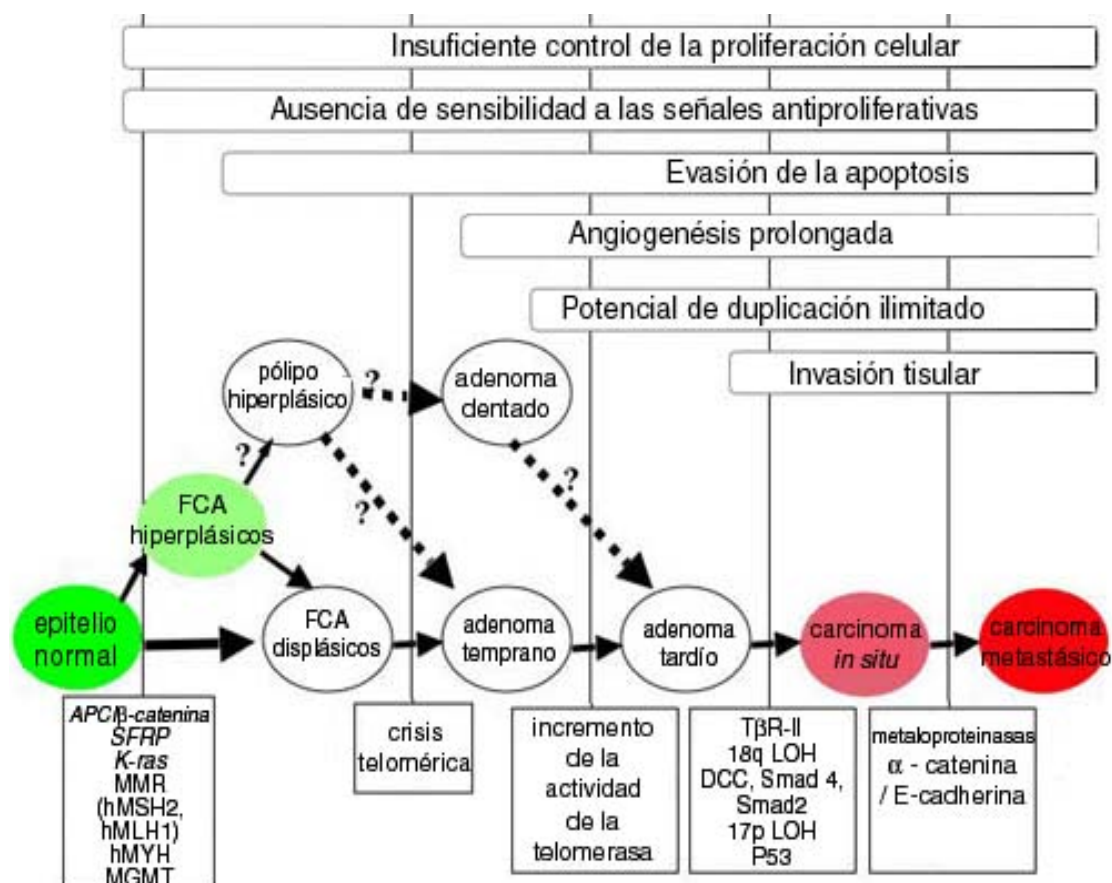 Insuficiente control de la proliferación celular
Ausencia de sensibilidad a las señales antiproliferativas
Evasión de la apoptosis
Angiogenésis prolongada
Potencial de duplicación ilimitado
Invasión tisular
pólipo
hiperplásico
?
adenoma
dentado
?
?
?
FCA
hiperplásicos
epitelio
normal
FCA
displásicos
adenoma
temprano
adenoma
tardío
carcinoma
in situ
carcinoma
metastásico
APC/β-catenina
SFRP
K-ras
MMR
(hMSH2,
hMLH1)
hMYH
MGMT
crisis
telomérica
incremento
de la
actividad
de la
telomerasa
TβR-II
18q LOH
DCC, Smad 4,
Smad2
17p LOH
P53
metaloproteinasas
α - catenina
/ E-cadherina